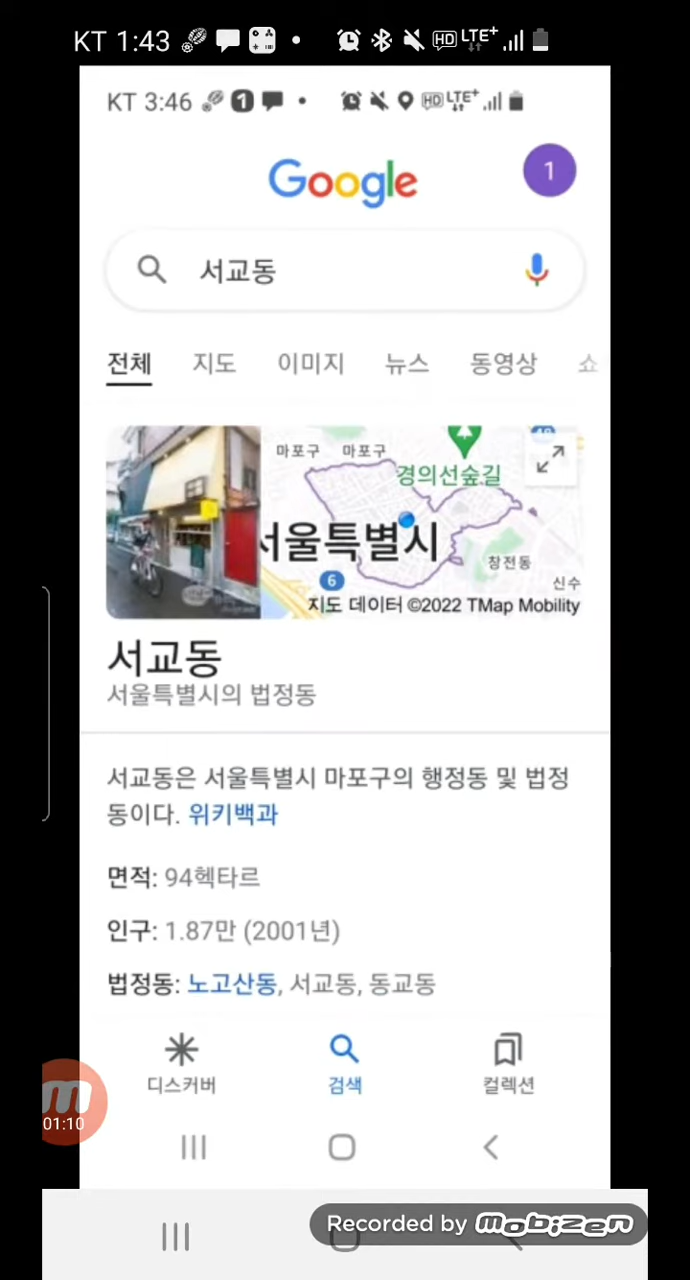 KT 1:43 HD LTE+
KT 3:46 1 HD LTE+
Google
1
서교동
전체 지도 이미지 뉴스 동영상 쇼
마포구 마포구
경의선숲길
서울특별시
창전동
6
신수
지도 데이터 ©2022 TMap Mobility
서교동
서울특별시의 법정동
서교동은 서울특별시 마포구의 행정동 및 법정
동이다. 위키백과
면적: 94헥타르
인구: 1.87만 (2001년)
법정동: 노고산동, 서교동, 동교동
디스커버 검색 컬렉션
m
01:10
Recorded by mobizen